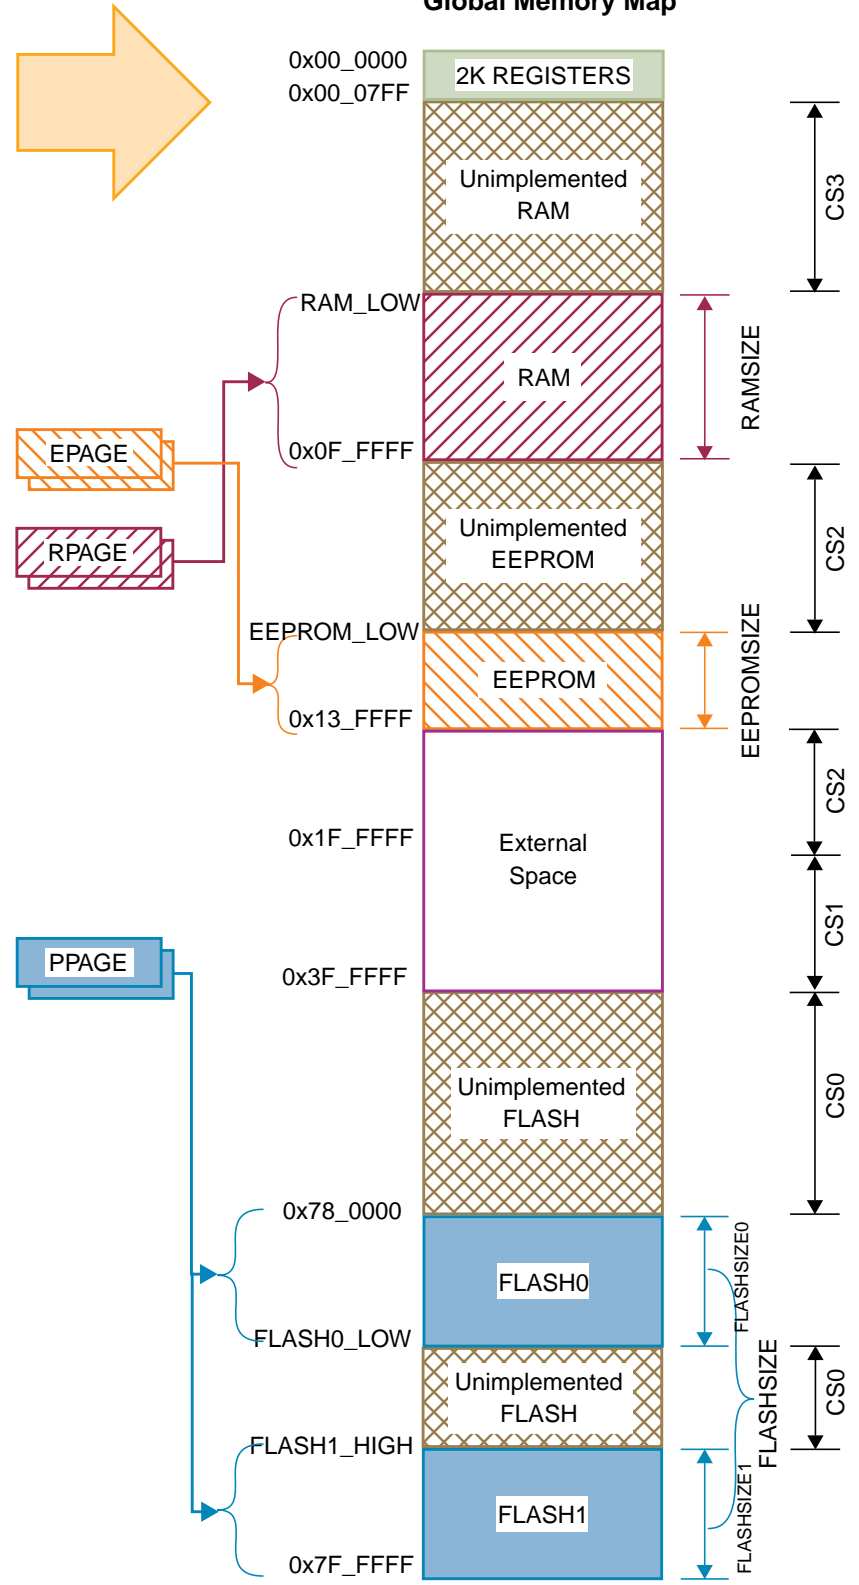 Global Memory Map
0x00_0000
2K REGISTERS
0x00_07FF
Unimplemented
RAM
CS3
RAM_LOW
RAM
RAMSIZE
0x0F_FFFF
EPAGE
RPAGE
Unimplemented
EEPROM
CS2
EEPROM_LOW
EEPROM
EEPROMSIZE
0x13_FFFF
CS2
0x1F_FFFF
External
Space
CS1
PPAGE
0x3F_FFFF
Unimplemented
FLASH
CS0
0x78_0000
FLASH0
FLASHSIZE0
FLASH0_LOW
Unimplemented
FLASH
FLASHSIZE
CS0
FLASH1_HIGH
FLASH1
FLASHSIZE1
0x7F_FFFF